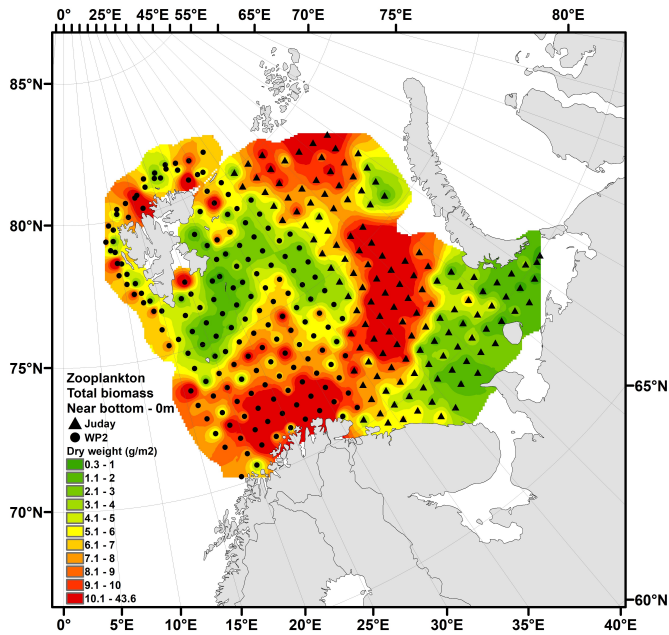 0° 25°E 45°E 55°E 65°E 70°E 75°E 80°E
85°N
80°N
75°N
70°N
65°N
60°N
Zooplankton
Total biomass
Near bottom - 0m
Juday
WP2
Dry weight (g/m2)
0.3 - 1
1.1 - 2
2.1 - 3
3.1 - 4
4.1 - 5
5.1 - 6
6.1 - 7
7.1 - 8
8.1 - 9
9.1 - 10
10.1 - 43.6
0° 5°E 10°E 15°E 20°E 25°E 30°E 35°E 40°E